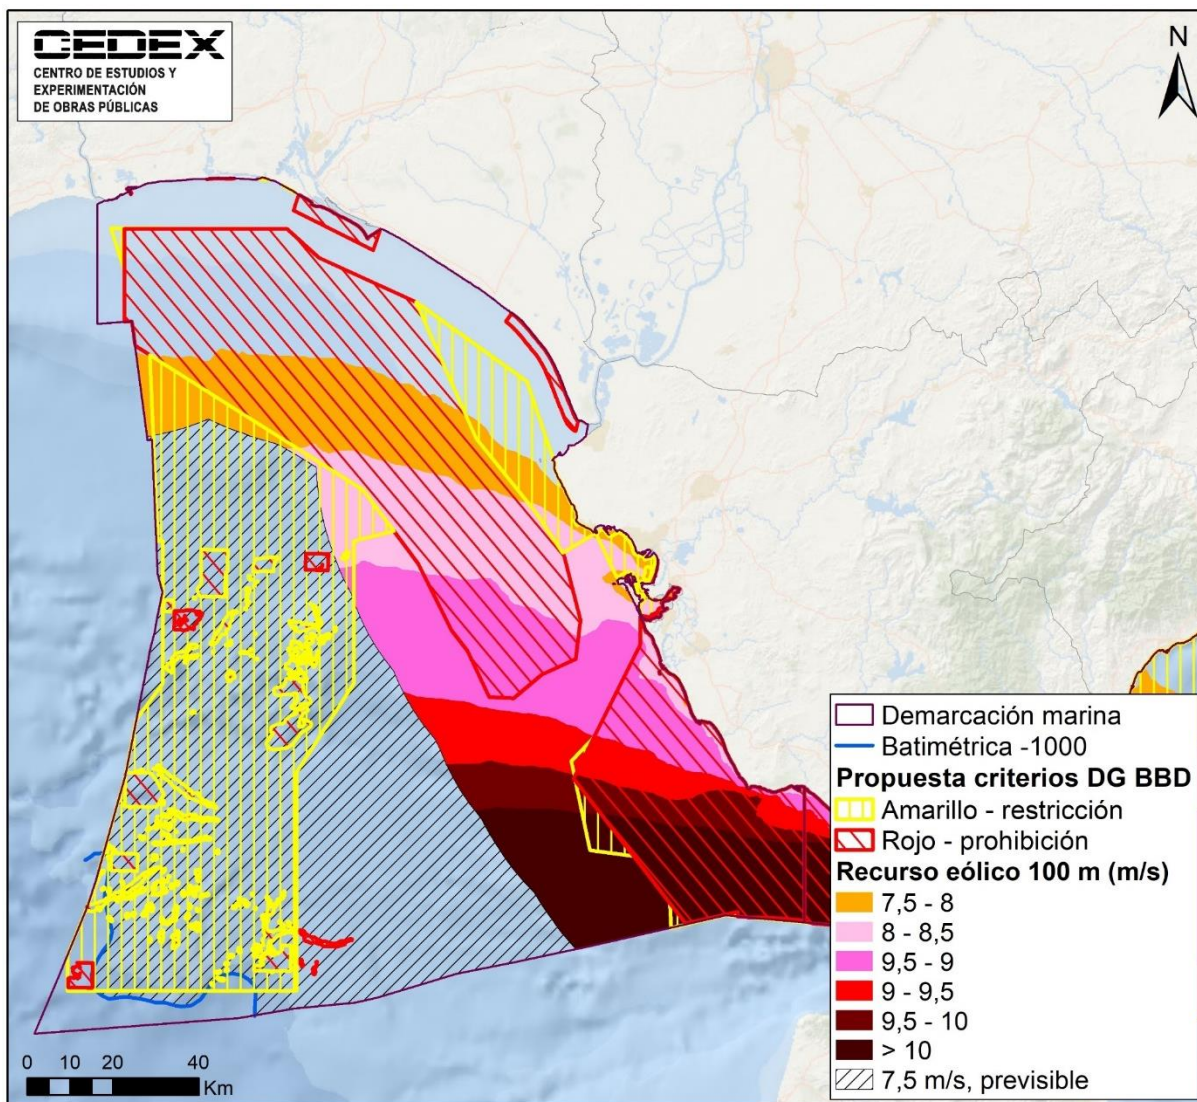 CEDEX
CENTRO DE ESTUDIOS Y
EXPERIMENTACIÓN
DE OBRAS PÚBLICAS
N
Demarcación marina
Batimétrica -1000
Propuesta criterios DG BBD
Amarillo - restricción
Rojo - prohibición
Recurso eólico 100 m (m/s)
7,5 - 8
8 - 8,5
9,5 - 9
9 - 9,5
9,5 - 10
> 10
7,5 m/s, previsible
0 10 20 40
Km